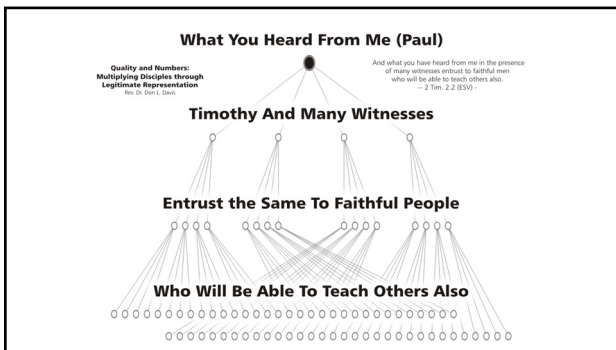 What You Heard From Me (Paul)
Quality and Numbers:
Multiplying Disciples through
Legitimate Representation
Rev. Dr. Don L. Davis
And what you have heard from me in the presence
of many witnesses entrust to faithful men
who will be able to teach others also.
-- 2 Tim. 2.2 (ESV) -
Timothy And Many Witnesses
Entrust the Same To Faithful People
Who Will Be Able To Teach Others Also